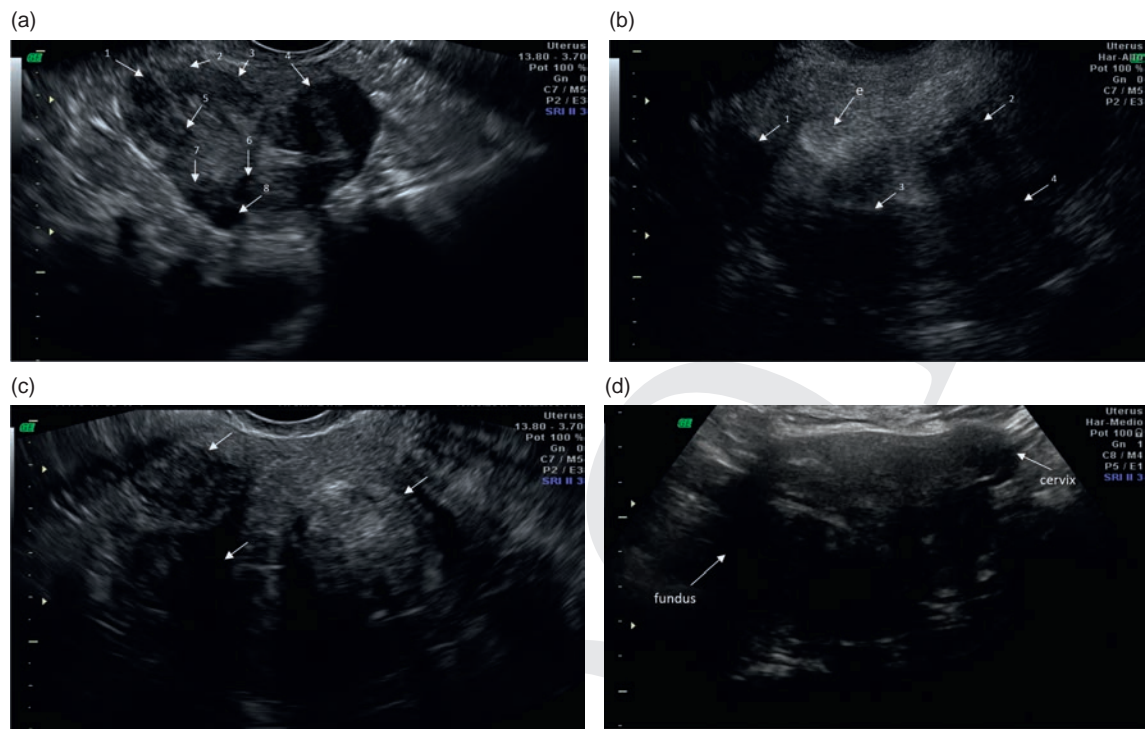 (a)
1
2
3
4
5
6
7
8
Uterus
13.80 - 3.70
Pot 100 %
Gn 0
C7 / M5
P2 / E3
SRI II 3
(b)
e
1
2
3
4
Uterus
Pot 100 %
Gn 0
C7 / M5
P2 / E3
(c)
Uterus
13.80 - 3.70
Pot 100 %
Gn 0
C7 / M5
P2 / E3
SRI II 3
(d)
fundus
cervix
Uterus
Har-Medio
Pot 100
Gn 1
C8 / M4
P5 / E1
SRI II 3